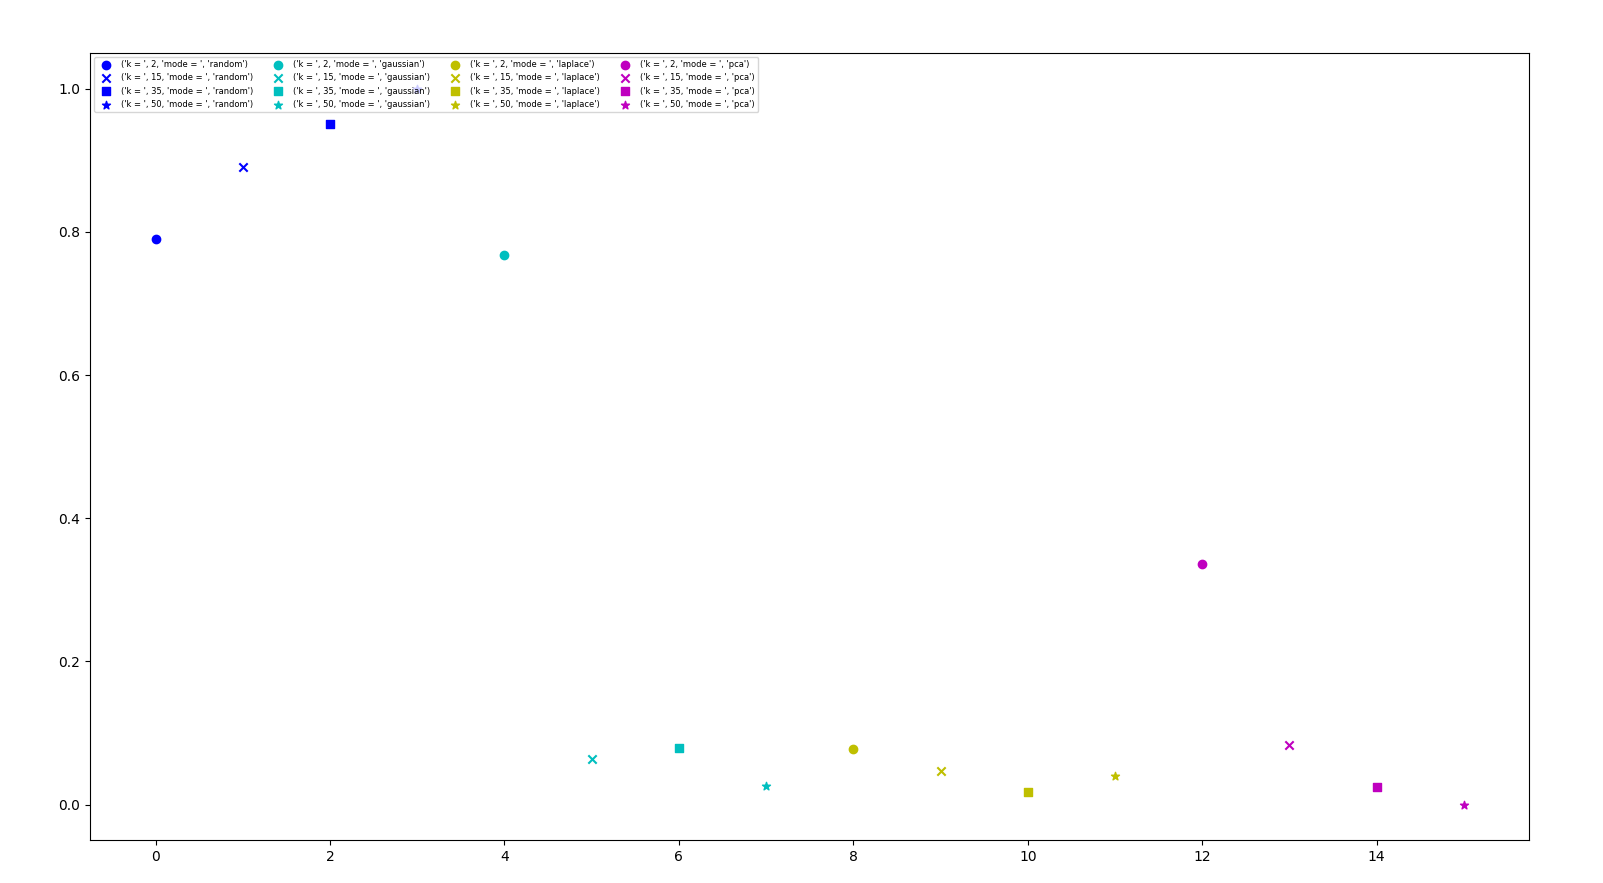 ('k = ', 2, 'mode = ', 'random')
('k = ', 15, 'mode = ', 'random')
('k = ', 35, 'mode = ', 'random')
('k = ', 50, 'mode = ', 'random')
('k = ', 2, 'mode = ', 'gaussian')
('k = ', 15, 'mode = ', 'gaussian')
('k = ', 35, 'mode = ', 'gaussian')
('k = ', 50, 'mode = ', 'gaussian')
('k = ', 2, 'mode = ', 'laplace')
('k = ', 15, 'mode = ', 'laplace')
('k = ', 35, 'mode = ', 'laplace')
('k = ', 50, 'mode = ', 'laplace')
('k = ', 2, 'mode = ', 'pca')
('k = ', 15, 'mode = ', 'pca')
('k = ', 35, 'mode = ', 'pca')
('k = ', 50, 'mode = ', 'pca')
1.0
0.8
0.6
0.4
0.2
0.0
0 2 4 6 8 10 12 14